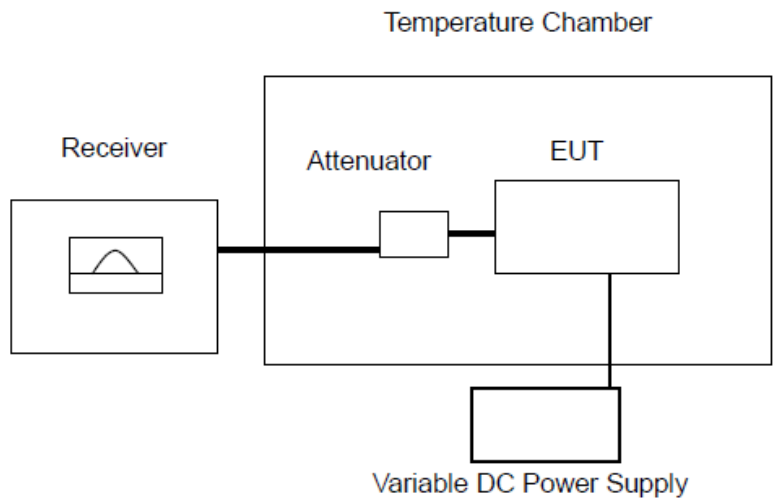 Temperature Chamber
Receiver
Attenuator
EUT
Variable DC Power Supply